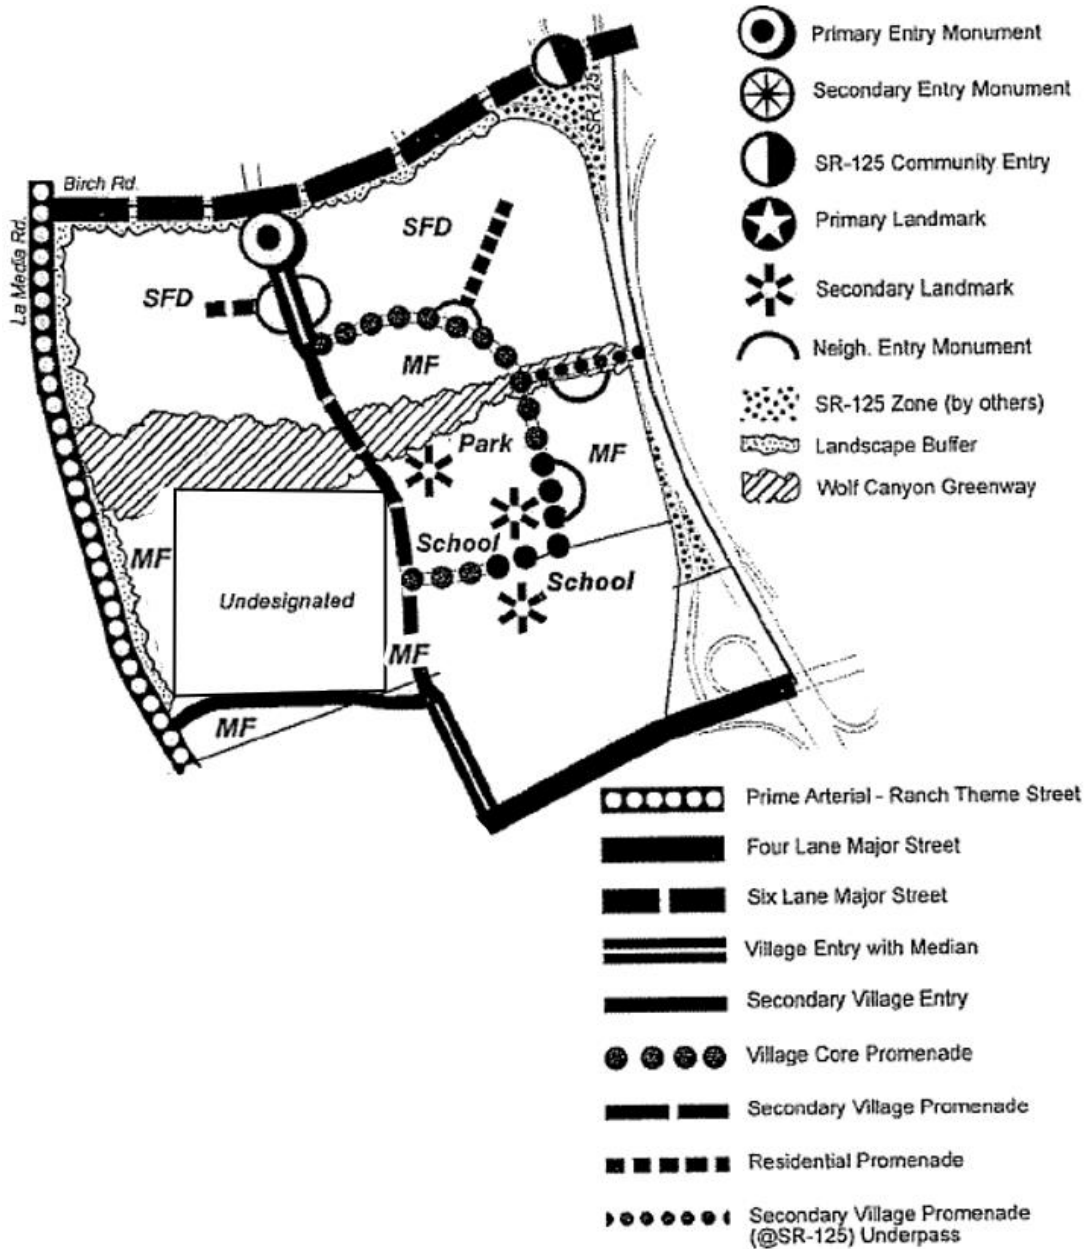 Primary Entry Monument
Secondary Entry Monument
SR-125 Community Entry
Primary Landmark
Secondary Landmark
Neigh. Entry Monument
SR-125 Zone (by others)
Landscape Buffer
Wolf Canyon Greenway
SR-125
Birch Rd.
La Media Rd.
SFD
SFD
MF
Park
MF
School
MF
School
Undesignated
MF
MF
Prime Arterial - Ranch Theme Street
Four Lane Major Street
Six Lane Major Street
Village Entry with Median
Secondary Village Entry
Village Core Promenade
Secondary Village Promenade
Residential Promenade
Secondary Village Promenade
(@SR-125) Underpass